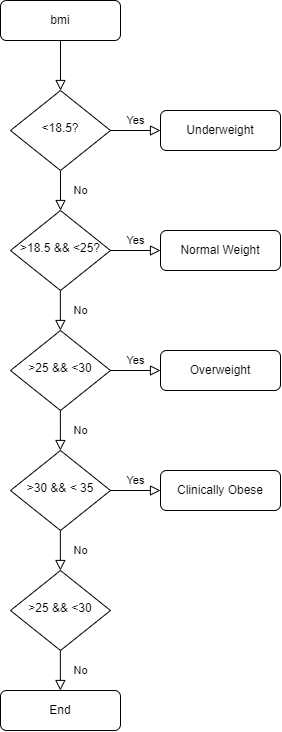 bmi
<18.5?
Yes
Underweight
No
>18.5 && <25?
Yes
Normal Weight
No
>25 && <30
Yes
Overweight
No
>30 && < 35
Yes
Clinically Obese
No
>25 && <30
No
End